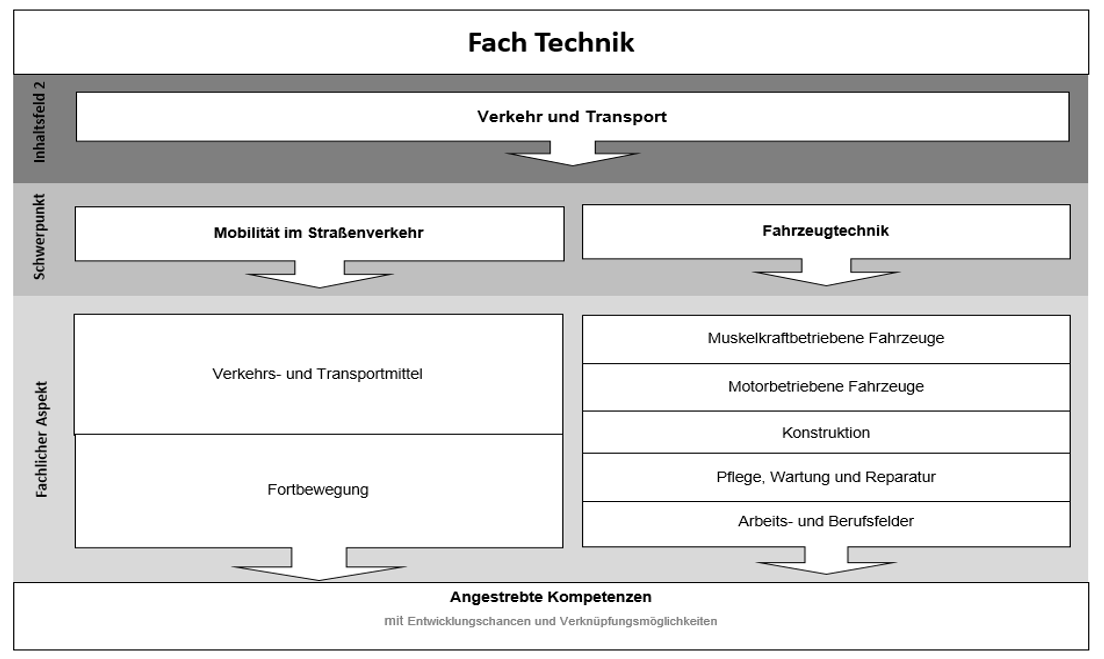 Fach Technik
Inhaltsfeld 2
Verkehr und Transport
Schwerpunkt
Mobilität im Straßenverkehr
Fahrzeugtechnik
Fachlicher Aspekt
Verkehrs- und Transportmittel
Fortbewegung
Muskelkraftbetriebene Fahrzeuge
Motorbetriebene Fahrzeuge
Konstruktion
Pflege, Wartung und Reparatur
Arbeits- und Berufsfelder
Angestrebte Kompetenzen
mit Entwicklungschancen und Verknüpfungsmöglichkeiten